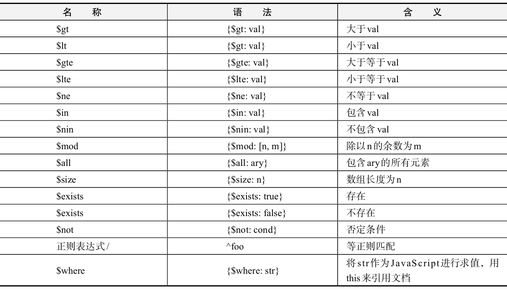 名 称 语 法 含 义
$gt {$gt: val} 大于val
$lt {$gt: val} 小于val
$gte {$gte: val} 大于等于val
$lte {$lte: val} 小于等于val
$ne {$ne: val} 不等于val
$in {$in: val} 包含val
$nin {$nin: val} 不包含val
$mod {$mod: [n, m]} 除以n的余数为m
$all {$all: ary} 包含ary的所有元素
$size {$size: n} 数组长度为n
$exists {$exists: true} 存在
$exists {$exists: false} 不存在
$not {$not: cond} 否定条件
正则表达式/ ^foo 等正则匹配
$where {$where: str} 将str作为JavaScript进行求值、用
this来引用文档